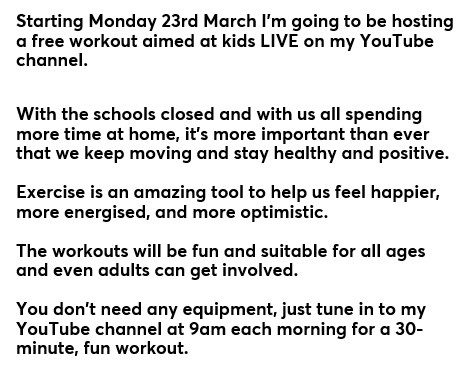 Starting Monday 23rd March I'm going to be hosting
a free workout aimed at kids LIVE on my YouTube
channel.
With the schools closed and with us all spending
more time at home, it's more important than ever
that we keep moving and stay healthy and positive.
Exercise is an amazing tool to help us feel happier,
more energised, and more optimistic.
The workouts will be fun and suitable for all ages
and even adults can get involved.
You don't need any equipment, just tune in to my
YouTube channel at 9am each morning for a 30-
minute, fun workout.